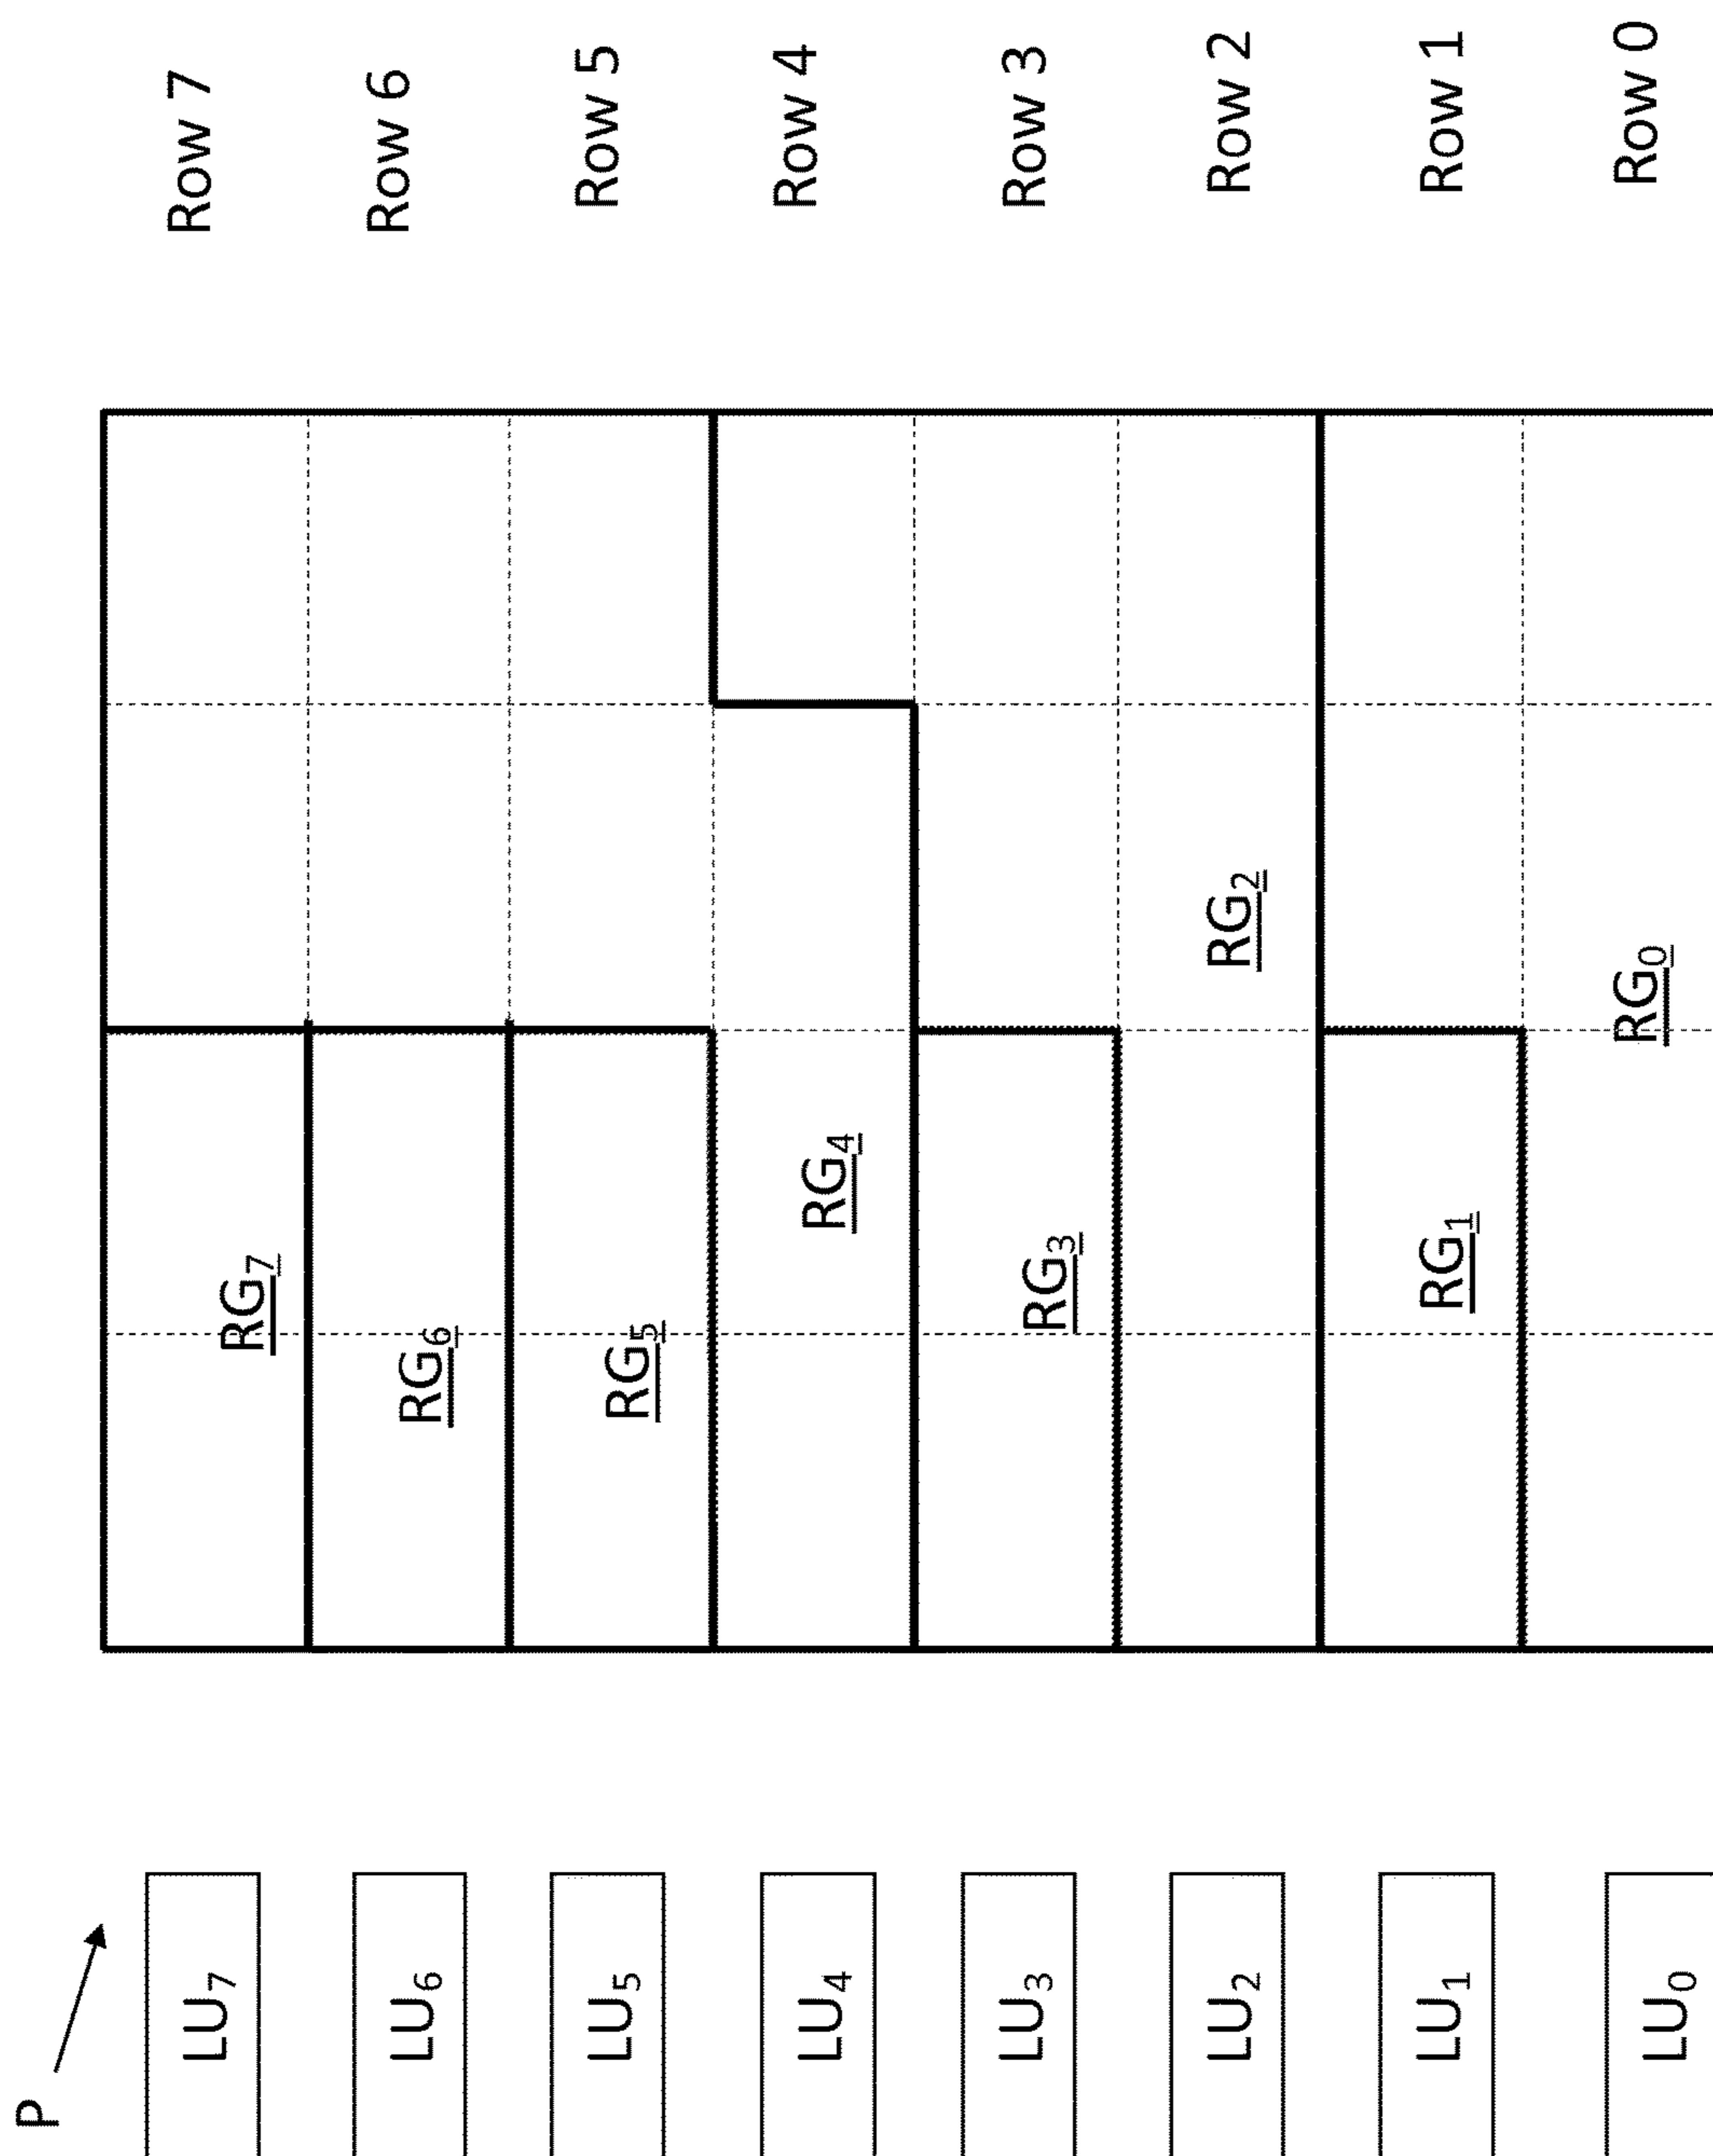 P
LU7 RG7 Row 7
LU6 RG6 Row 6
LU5 RG5 Row 5
LU4 RG4 Row 4
LU3 RG3 Row 3
LU2 RG2 Row 2
LU1 RG1 Row 1
LU0 RG0 Row 0